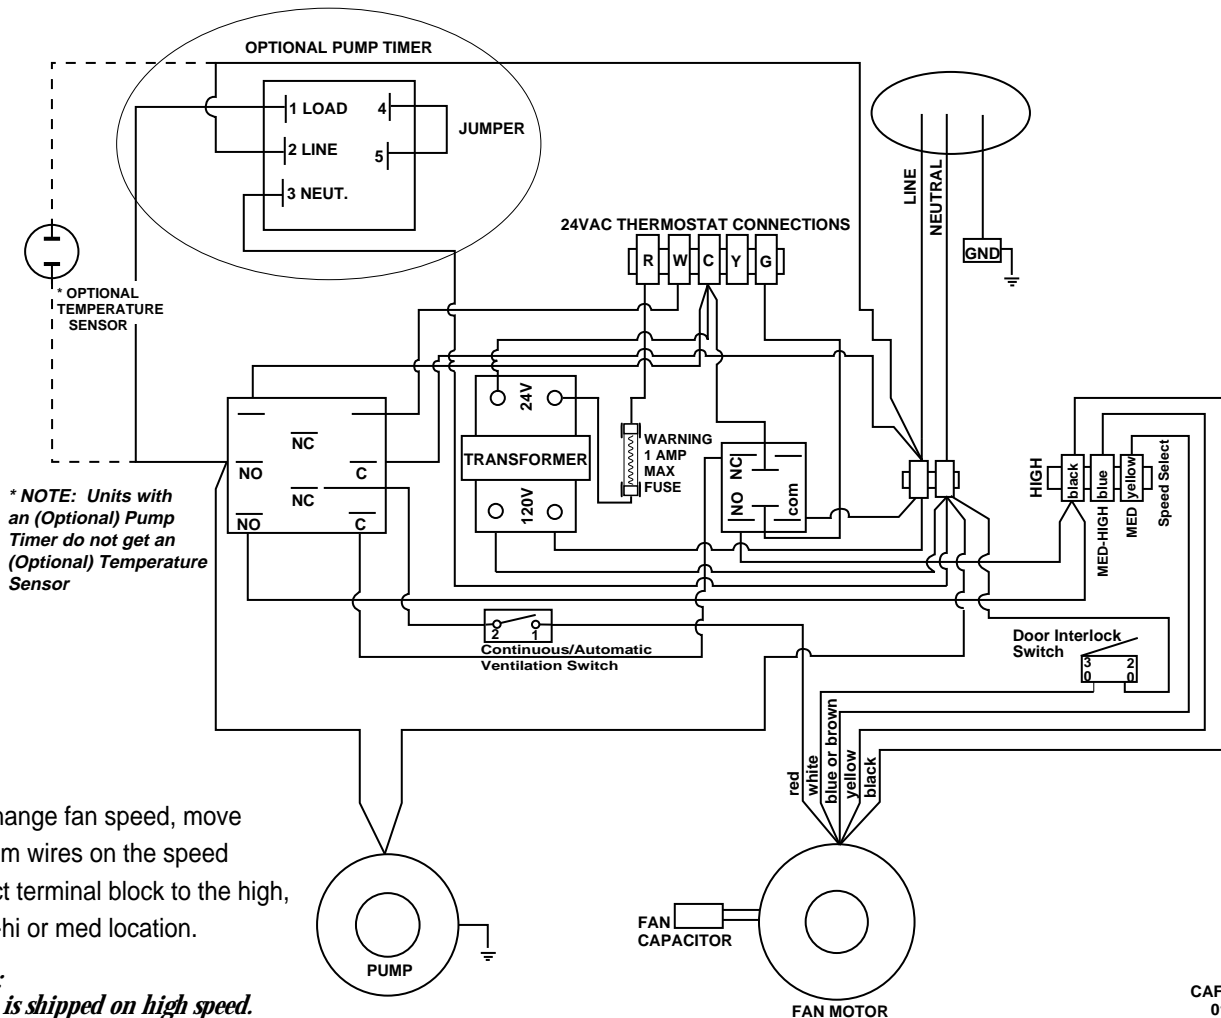 OPTIONAL PUMP TIMER
1 LOAD
4
JUMPER
2 LINE
5
3 NEUT.
LINE
NEUTRAL
GND
24VAC THERMOSTAT CONNECTIONS
R
W
C
Y
G
* OPTIONAL
TEMPERATURE
SENSOR
NC
NO
C
NC
NO
C
24V
TRANSFORMER
120V
WARNING
1 AMP
MAX
FUSE
NC
NO
com
HIGH
black
MED-HIGH
blue
MED
yellow
Speed Select
* NOTE: Units with
an (Optional) Pump
Timer do not get an
(Optional) Temperature
Sensor
2
1
Continuous/Automatic
Ventilation Switch
Door Interlock
Switch
3
0
2
0
red
white
blue or brown
yellow
black
hange fan speed, move
m wires on the speed
ct terminal block to the high,
hi or med location.
:
is shipped on high speed.
PUMP
FAN
CAPACITOR
FAN MOTOR
CAF
0